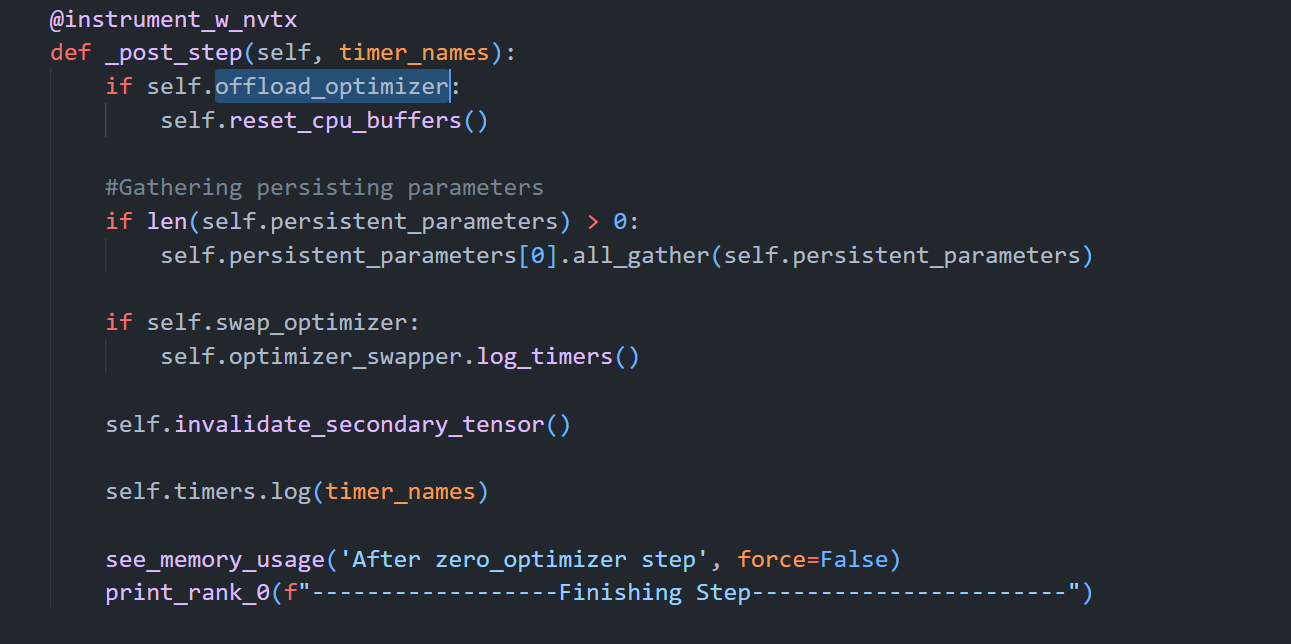 @instrument_w_nvtx
def _post_step(self, timer_names):
if self.offload_optimizer:
self.reset_cpu_buffers()
#Gathering persisting parameters
if len(self.persistent_parameters) > 0:
self.persistent_parameters[0].all_gather(self.persistent_parameters)
if self.swap_optimizer:
self.optimizer_swapper.log_timers()
self.invalidate_secondary_tensor()
self.timers.log(timer_names)
see_memory_usage('After zero_optimizer step', force=False)
print_rank_0(f"------------------Finishing Step-----------------------")